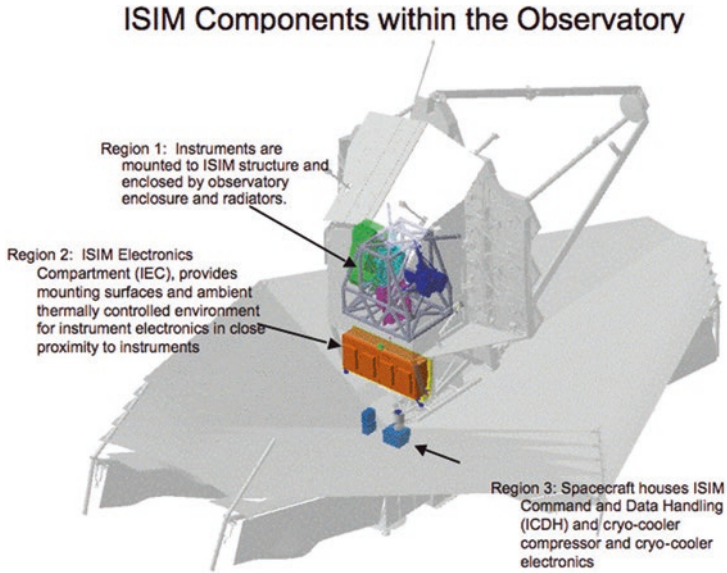 ISIM Components within the Observatory
Region 1: Instruments are
mounted to ISIM structure and
enclosed by observatory
enclosure and radiators.
Region 2: ISIM Electronics
Compartment (IEC), provides
mounting surfaces and ambient
thermally controlled environment
for instrument electronics in close
proximity to instruments
Region 3: Spacecraft houses ISIM
Command and Data Handling
(ICDH) and cryo-cooler
compressor and cryo-cooler
electronics